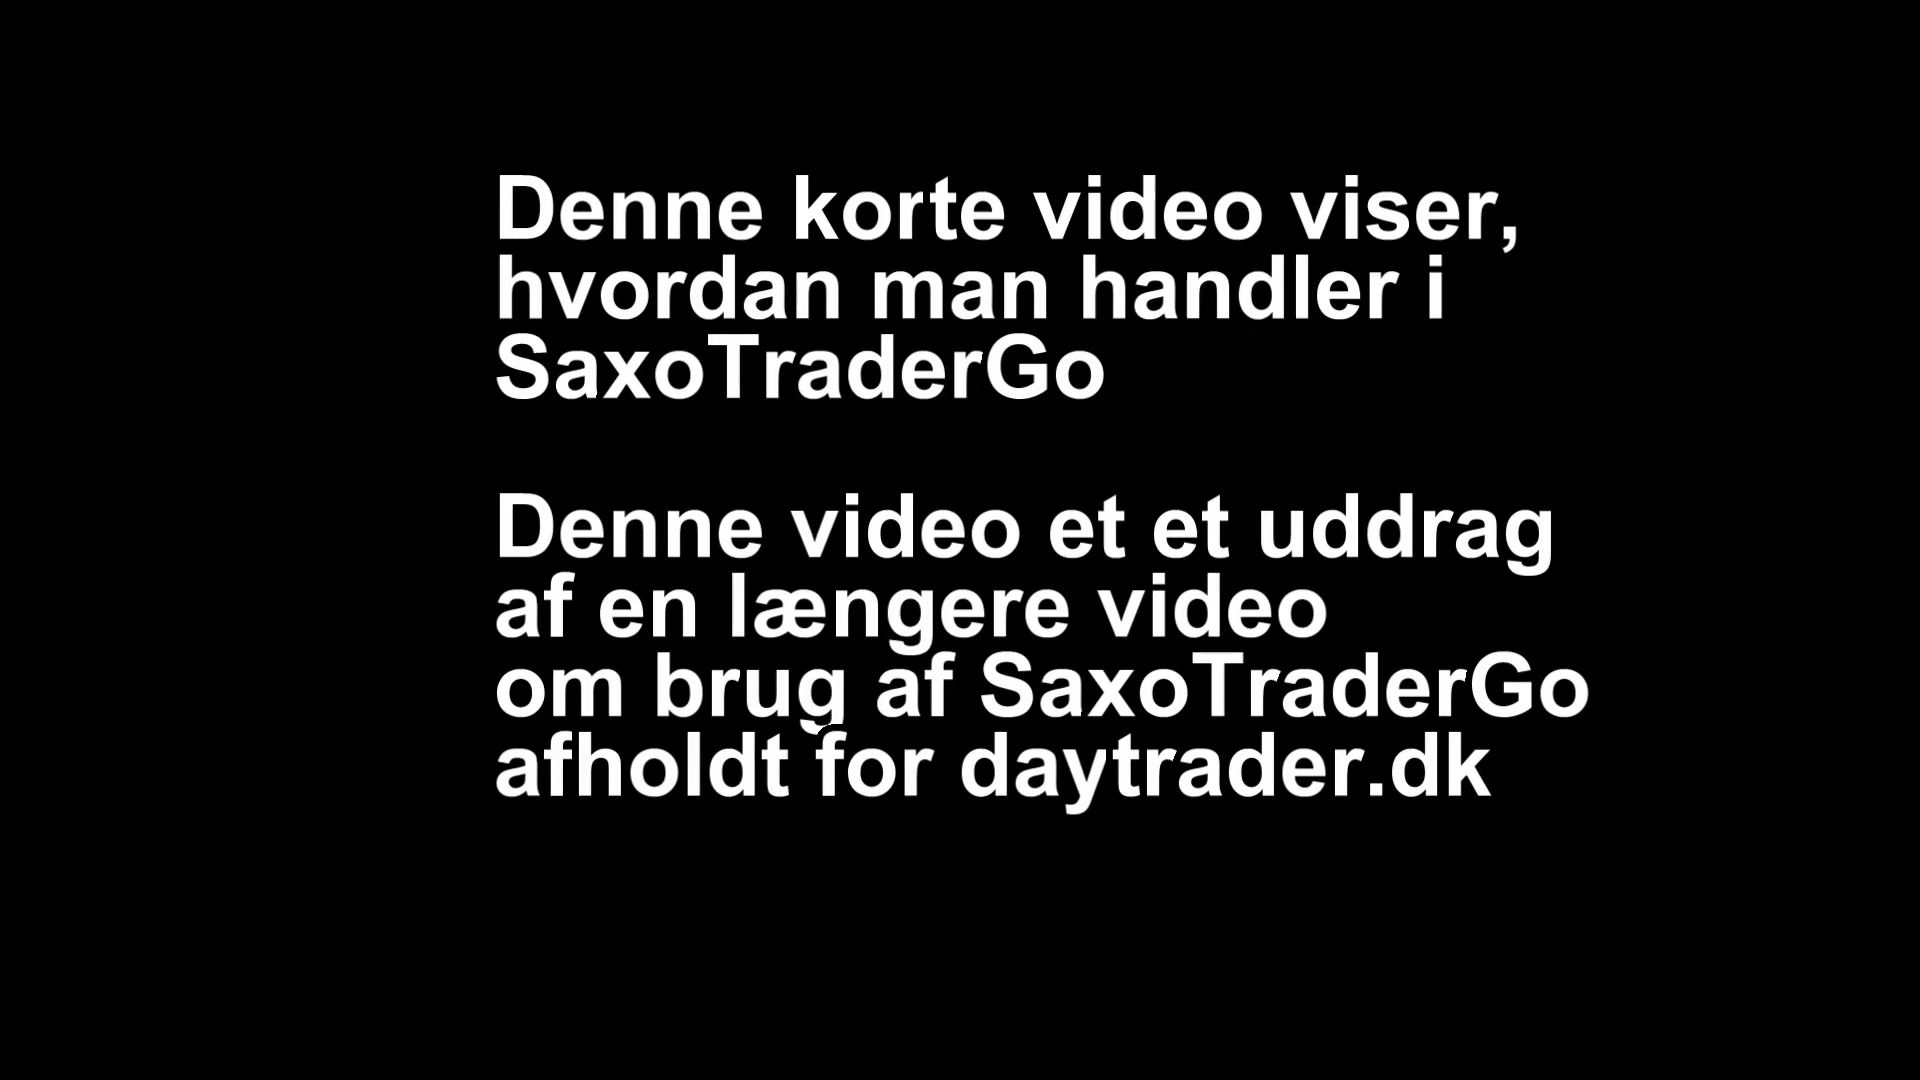 Denne korte video viser,
hvordan man handler i
SaxoTraderGo
Denne video et et uddrag
af en længere video
om brug af SaxoTraderGo
afholdt for daytrader.dk